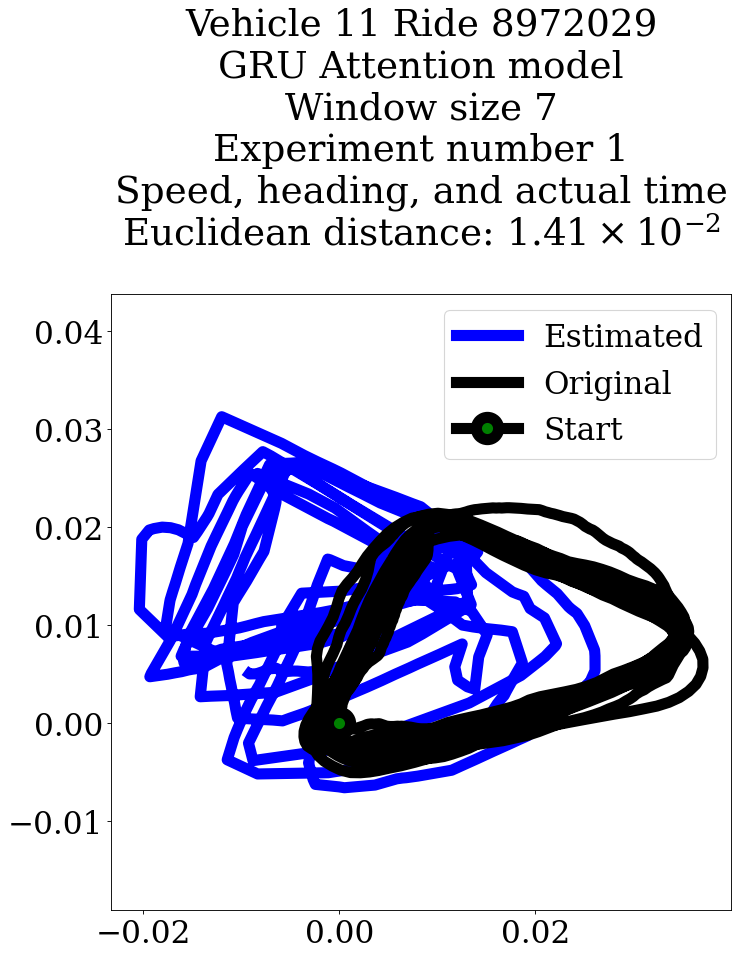 Vehicle 11 Ride 8972029
GRU Attention model
Window size 7
Experiment number 1
Speed, heading, and actual time
Euclidean distance: 1.41 × 10⁻²
Estimated
Original
Start
0.04
0.03
0.02
0.01
0.00
−0.01
−0.02 0.00 0.02